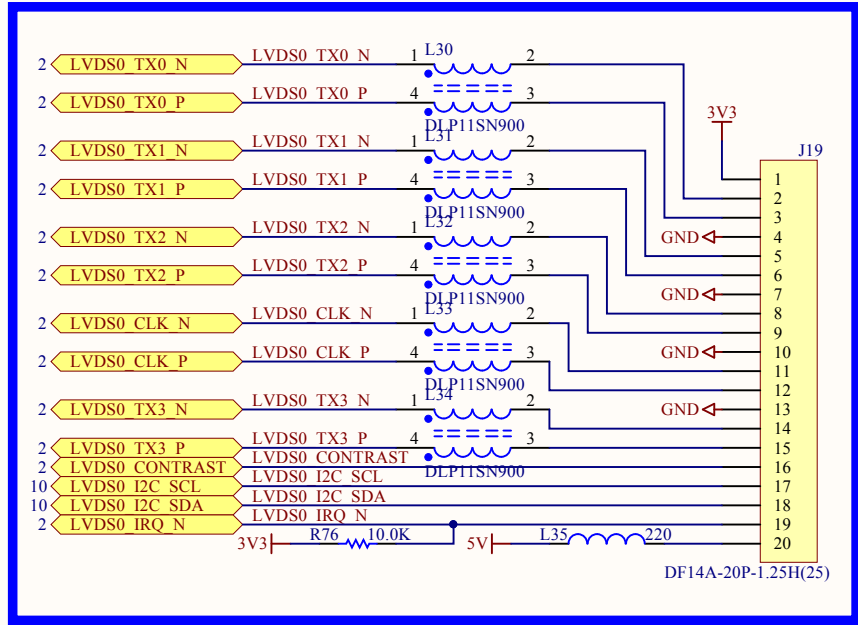 2 LVDS0_TX0_N LVDS0_TX0_N 1 L30 2
2 LVDS0_TX0_P LVDS0_TX0_P 4 3
DLP11SN900
3V3
2 LVDS0_TX1_N LVDS0_TX1_N 1 L31 2
J19
2 LVDS0_TX1_P LVDS0_TX1_P 4 3
DLP11SN900
2 LVDS0_TX2_N LVDS0_TX2_N 1 L32 2
2 LVDS0_TX2_P LVDS0_TX2_P 4 3
DLP11SN900
2 LVDS0_CLK_N LVDS0_CLK_N 1 L33 2
2 LVDS0_CLK_P LVDS0_CLK_P 4 3
DLP11SN900
2 LVDS0_TX3_N LVDS0_TX3_N 1 L34 2
2 LVDS0_TX3_P LVDS0_TX3_P 4 3
DLP11SN900
2 LVDS0_CONTRAST LVDS0_CONTRAST
10 LVDS0_I2C_SCL LVDS0_I2C_SCL
10 LVDS0_I2C_SDA LVDS0_I2C_SDA
2 LVDS0_IRQ_N LVDS0_IRQ_N
3V3 R76 10.0K 5V L35 220
1
2
3
GND 4
5
6
GND 7
8
9
GND 10
11
12
GND 13
14
15
16
17
18
19
20
DF14A-20P-1.25H(25)